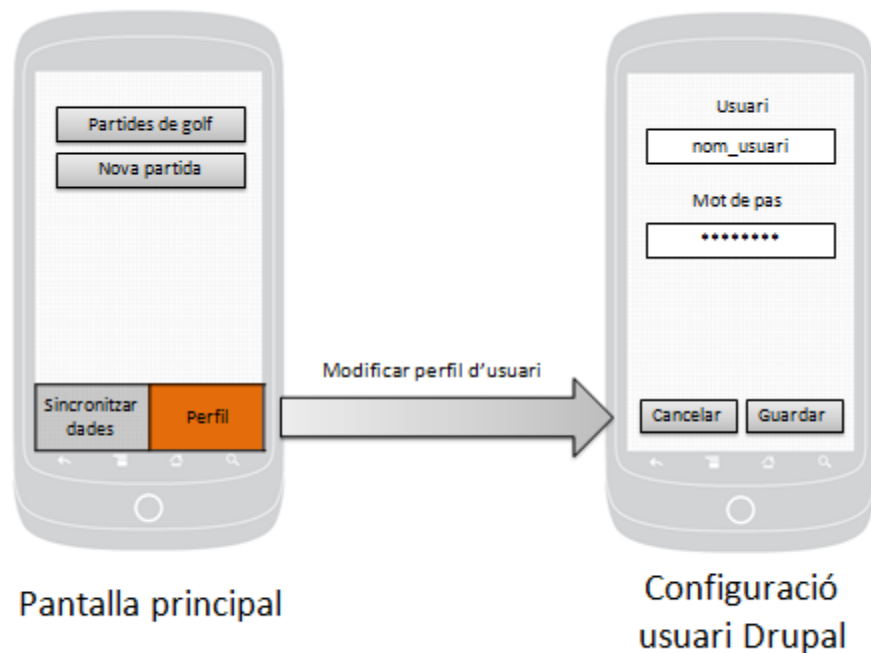 Partides de golf
Nova partida
Sincronitzar
dades
Perfil
Pantalla principal
Modificar perfil d'usuari
Usuari
nom_usuari
Mot de pas
********
Cancelar
Guardar
Configuració
usuari Drupal